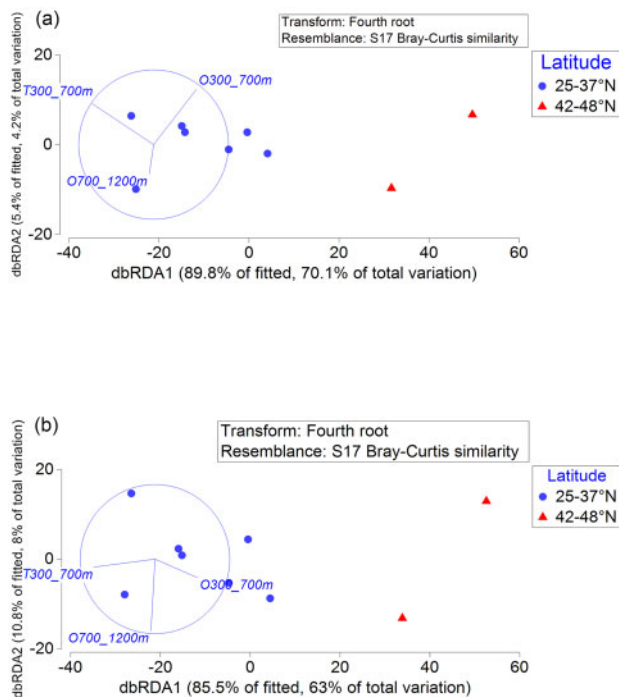 (a)
Transform: Fourth root
Resemblance: S17 Bray-Curtis similarity
Latitude
25-37°N
42-48°N
dbRDA2 (5.4% of fitted, 4.2% of total variation)
20
0
-20
T300_700m
O300_700m
O700_1200m
-40
-20
0
20
40
60
dbRDA1 (89.8% of fitted, 70.1% of total variation)
(b)
Transform: Fourth root
Resemblance: S17 Bray-Curtis similarity
Latitude
25-37°N
42-48°N
dbRDA2 (10.8% of fitted, 8% of total variation)
20
0
-20
T300_700m
O300_700m
O700_1200m
-40
-20
0
20
40
60
dbRDA1 (85.5% of fitted, 63% of total variation)